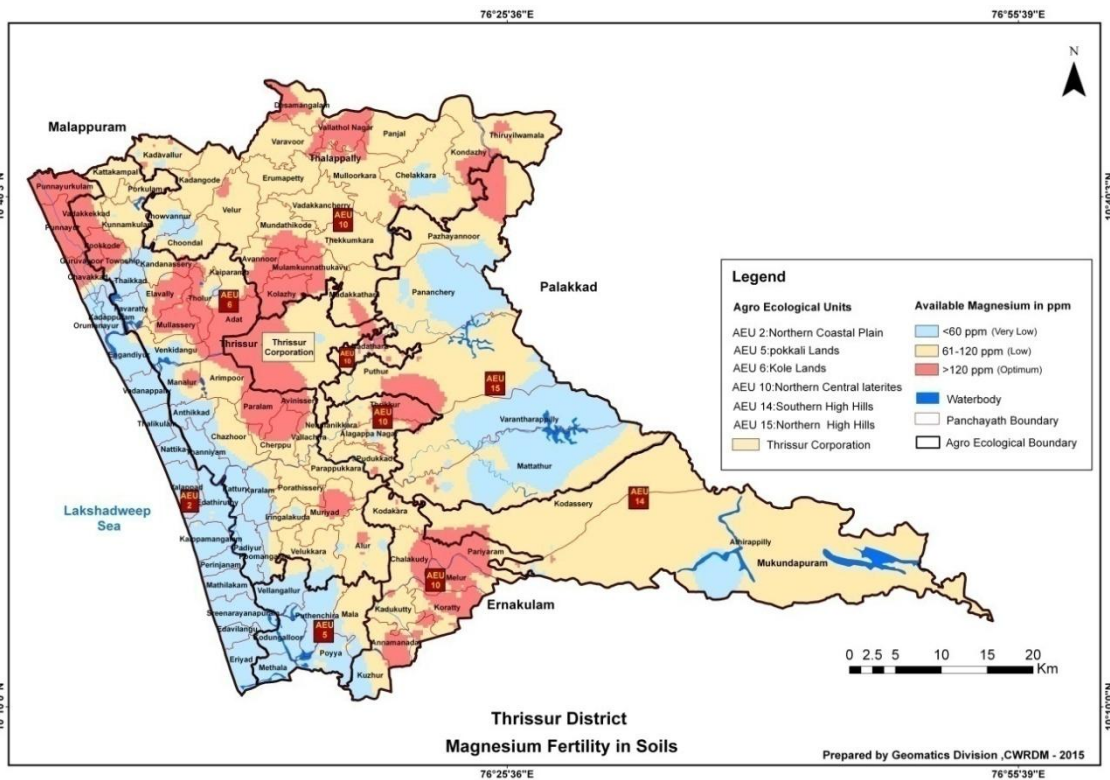 76°25'36"E
76°55'39"E
N
Malappuram
Desamangalam
Vallathol Nagar
Panjal
Thiruvilwamala
Varavoor
Thalappally
Kondazhy
Kadavallur
Kattakampal
Porkulam
Kadangode
Erumapetty
Mulloorkara
Chelakkara
Punnayurkulam
Vadakkekkad
Punnayur
Kunnamkulam
Chowvannur
Velur
Vadakkancherry
AEU
10
Choondal
Mundathikode
Thekkumkara
Pazhayannoor
Pookkode
Guruvayoor Township
Chavakkad
Kandanassery
Kaiparamba
Avannoor
Mulamkunnathukavu
Thaikkad
Pavaratty
Kadappuram
Orumanayur
Elavally
Tholur
AEU
6
Kolazhy
Madakkathara
Pananchery
Palakkad
Mullassery
Adat
Thrissur
Thrissur
Corporation
Nadathara
AEU
10
Engandiyur
Venkidangu
Puthur
AEU
15
Manalur
Arimpoor
Vadanappally
Paralam
Avinissery
Thrikkur
AEU
10
Varantharappilly
Anthikkad
Thalikulam
Nenmanikkara
Alagappa Nagar
Chazhoor
Cherppu
Vallachira
Nattika
Thanniyam
Pudukkad
Parappukkara
Mattathur
Lakshadweep
Sea
Valappad
AEU
2
Edathiruthy
Kattur
Karalam
Porathissery
Muriyad
Iringalakuda
Kodakara
Kodassery
AEU
14
Kaipamangalam
Padiyur
Poomangalam
Velukkara
Alur
Chalakudy
Pariyaram
Athirappilly
Mukundapuram
Perinjanam
Mathilakam
Vellangallur
AEU
10
Melur
Ernakulam
Sreenarayanapuram
Puthenchira
Mala
Kadukutty
Koratty
Edavilangu
Kodungalloor
AEU
5
Poyya
Annamanada
Eriyad
Methala
Kuzhur
Legend
Agro Ecological Units
AEU 2:Northern Coastal Plain
AEU 5:pokkali Lands
AEU 6:Kole Lands
AEU 10:Northern Central laterites
AEU 14:Southern High Hills
AEU 15:Northern High Hills
Thrissur Corporation
Available Magnesium in ppm
<60 ppm (Very Low)
61-120 ppm (Low)
>120 ppm (Optimum)
Waterbody
Panchayath Boundary
Agro Ecological Boundary
0 2.5 5 10 15 20
Km
Thrissur District
Magnesium Fertility in Soils
Prepared by Geomatics Division ,CWRDM - 2015
76°25'36"E
76°55'39"E